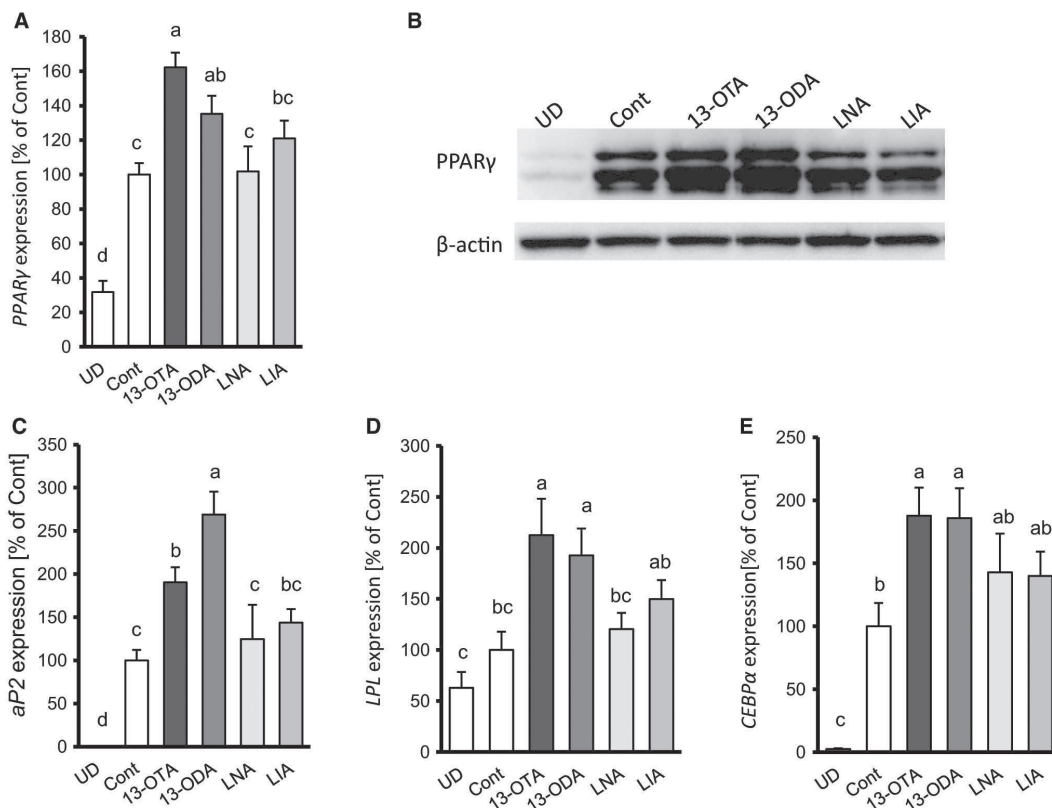 A
PPARγ expression [% of Cont]
180
160
140
120
100
80
60
40
20
0
d
c
a
ab
c
bc
UD
Cont
13-OTA
13-ODA
LNA
LIA
B
UD
Cont
13-OTA
13-ODA
LNA
LIA
PPARγ
β-actin
C
aP2 expression [% of Cont]
350
300
250
200
150
100
50
0
d
c
b
a
c
bc
UD
Cont
13-OTA
13-ODA
LNA
LIA
D
LPL expression [% of Cont]
300
250
200
150
100
50
0
c
bc
a
a
bc
ab
UD
Cont
13-OTA
13-ODA
LNA
LIA
E
CEBPα expression[% of Cont]
250
200
150
100
50
0
c
b
a
a
ab
ab
UD
Cont
13-OTA
13-ODA
LNA
LIA